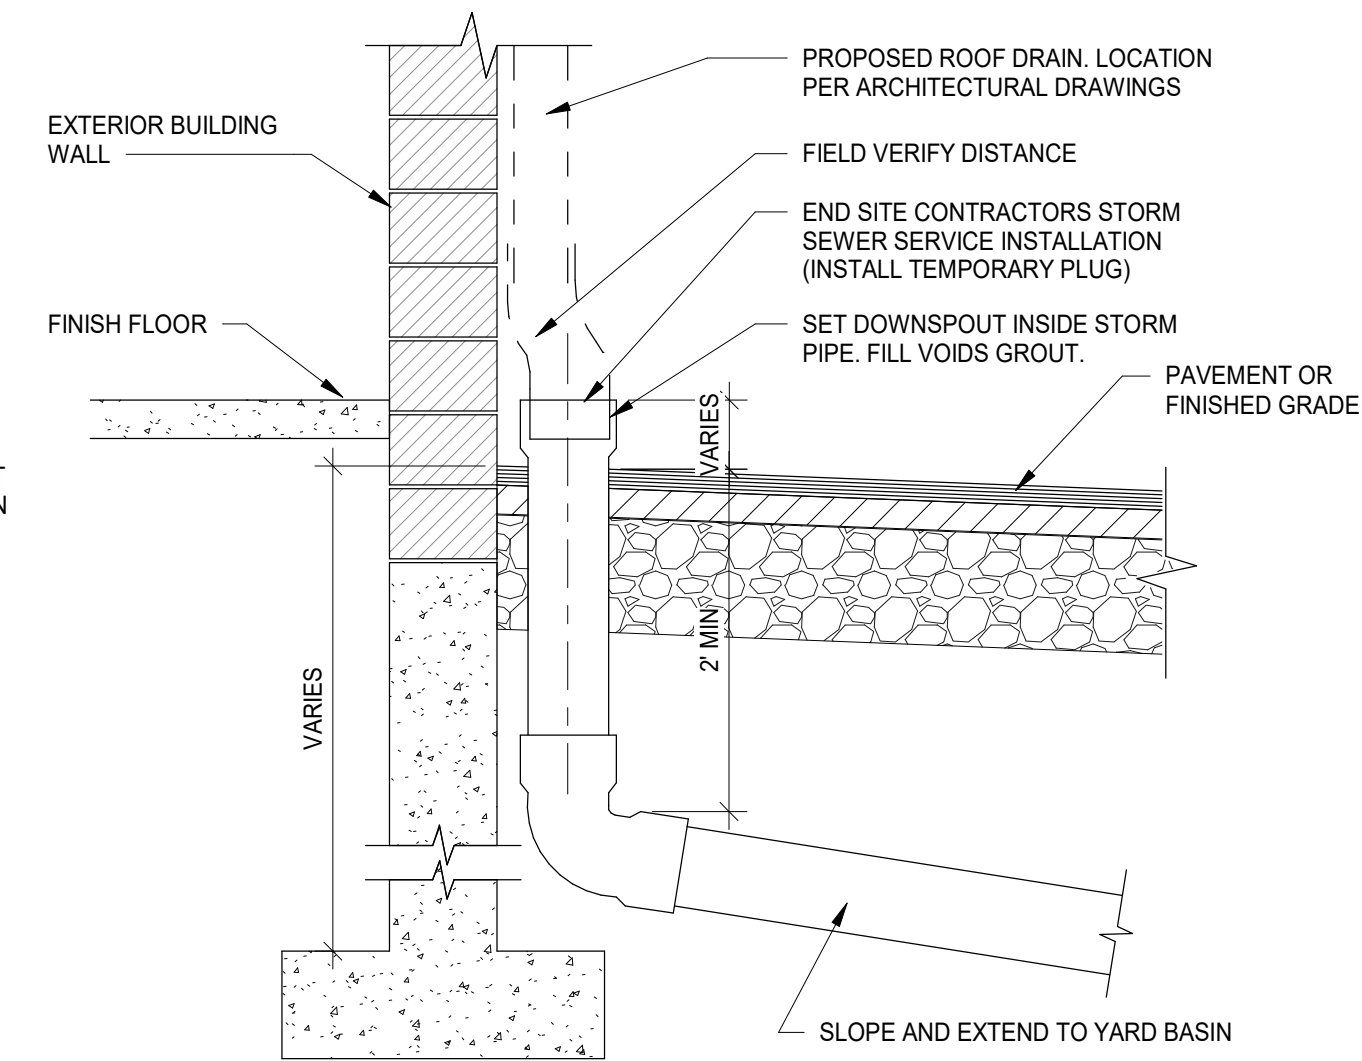 PROPOSED ROOF DRAIN. LOCATION
PER ARCHITECTURAL DRAWINGS
EXTERIOR BUILDING
WALL
FIELD VERIFY DISTANCE
END SITE CONTRACTORS STORM
SEWER SERVICE INSTALLATION
(INSTALL TEMPORARY PLUG)
FINISH FLOOR
SET DOWNSPOUT INSIDE STORM
PIPE. FILL VOIDS GROUT.
PAVEMENT OR
FINISHED GRADE
VARIES
2' MIN
VARIES
SLOPE AND EXTEND TO YARD BASIN